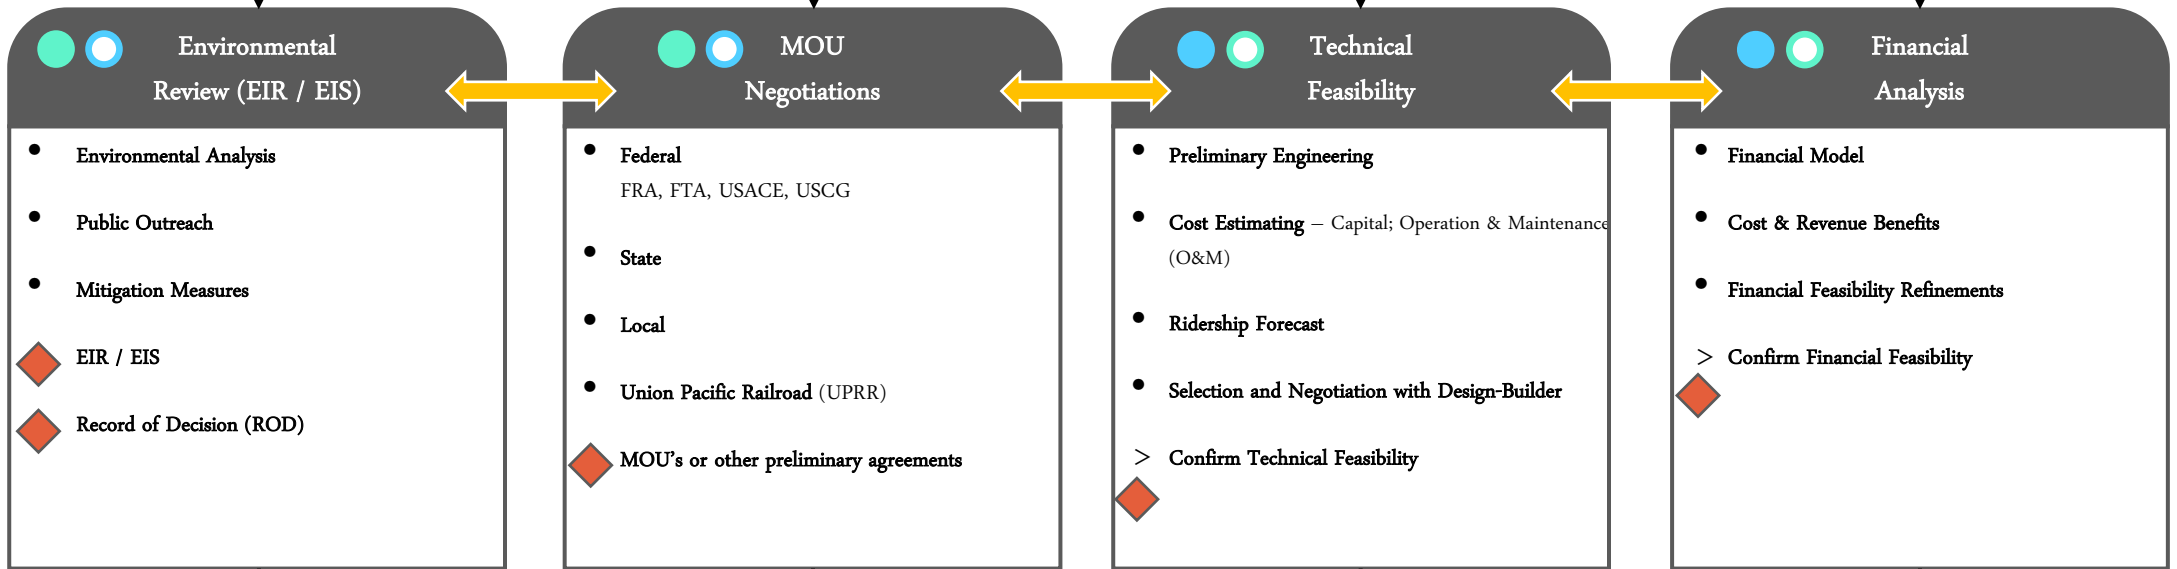 Environmental
Review (EIR / EIS)
• Environmental Analysis
• Public Outreach
• Mitigation Measures
EIR / EIS
Record of Decision (ROD)
MOU
Negotiations
• Federal
FRA, FTA, USACE, USCG
• State
• Local
• Union Pacific Railroad (UPRR)
MOU’s or other preliminary agreements
Technical
Feasibility
• Preliminary Engineering
• Cost Estimating – Capital; Operation & Maintenance
(O&M)
• Ridership Forecast
• Selection and Negotiation with Design-Builder
> Confirm Technical Feasibility
Financial
Analysis
• Financial Model
• Cost & Revenue Benefits
• Financial Feasibility Refinements
> Confirm Financial Feasibility